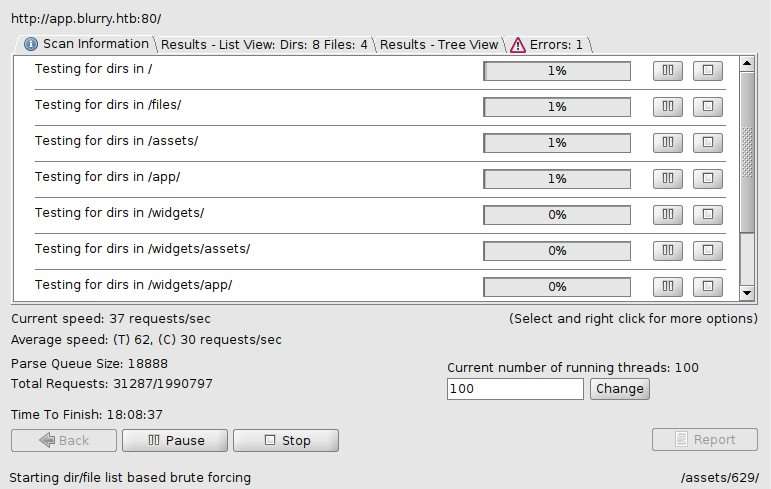 http://app.blurry.htb:80/
Scan Information Results - List View: Dirs: 8 Files: 4 Results - Tree View Errors: 1
Testing for dirs in / 1%
Testing for dirs in /files/ 1%
Testing for dirs in /assets/ 1%
Testing for dirs in /app/ 1%
Testing for dirs in /widgets/ 0%
Testing for dirs in /widgets/assets/ 0%
Testing for dirs in /widgets/app/ 0%
Current speed: 37 requests/sec (Select and right click for more options)
Average speed: (T) 62, (C) 30 requests/sec
Parse Queue Size: 18888
Current number of running threads: 100
Total Requests: 31287/1990797
100 Change
Time To Finish: 18:08:37
Back Pause Stop Report
Starting dir/file list based brute forcing /assets/629/